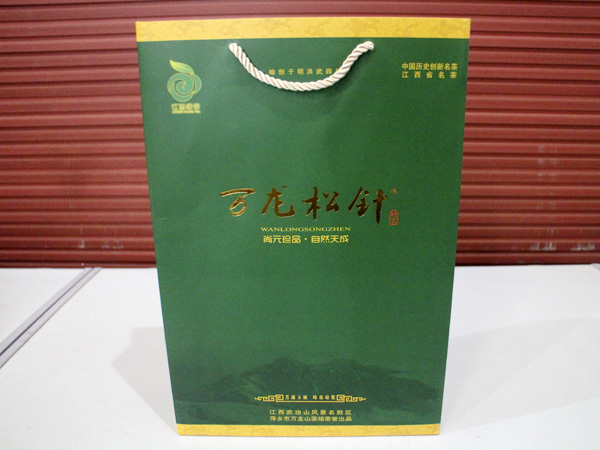 始创于明洪武四
中国历史创新名茶
江西省名茶
万龙松针
WANLONGSONGZHEN
尚元珍品·自然天成
江西武功山风景名胜区
萍乡市万龙山茶场荣誉出品